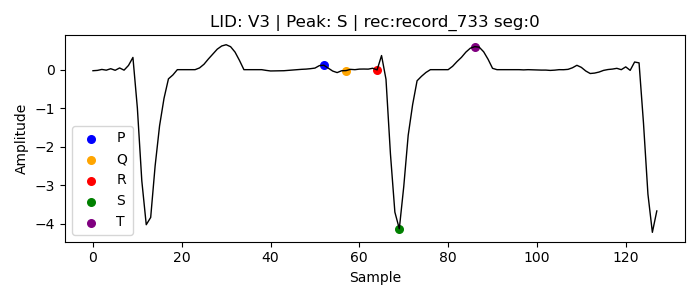 LID: V3 | Peak: S | rec:record_733 seg:0
Amplitude
0
−1
−2
−3
−4
P
Q
R
S
T
0 20 40 60 80 100 120
Sample